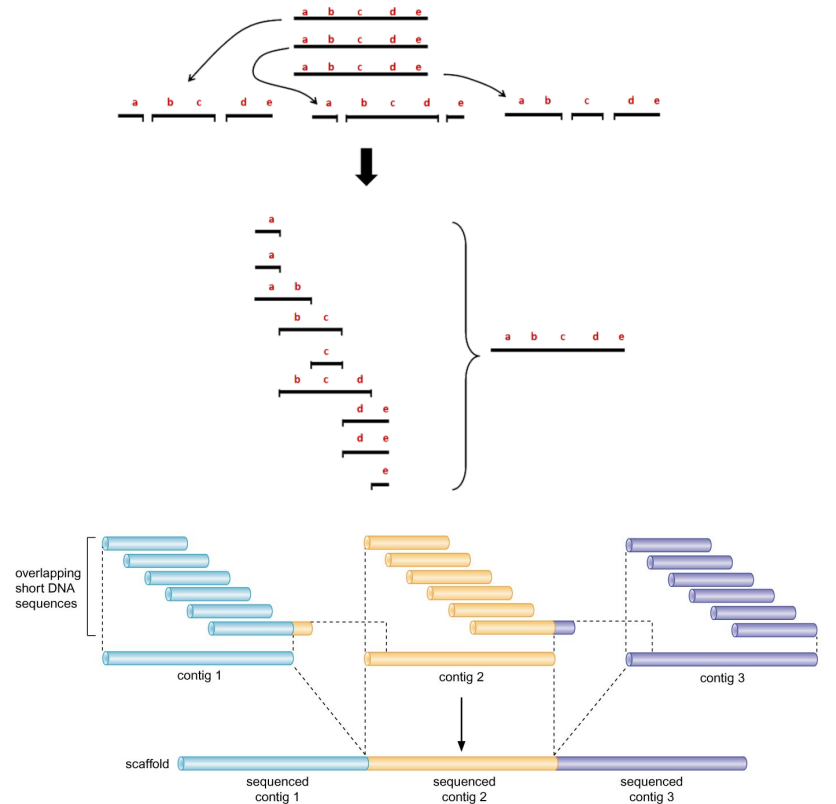 a b c d e
a b c d e
a b c d e
a b c d e
a b c d e
a b c d e
a
a
a b
b c
c
b c d
d e
d e
e
a b c d e
overlapping
short DNA
sequences
contig 1
contig 2
contig 3
scaffold
sequenced
contig 1
sequenced
contig 2
sequenced
contig 3